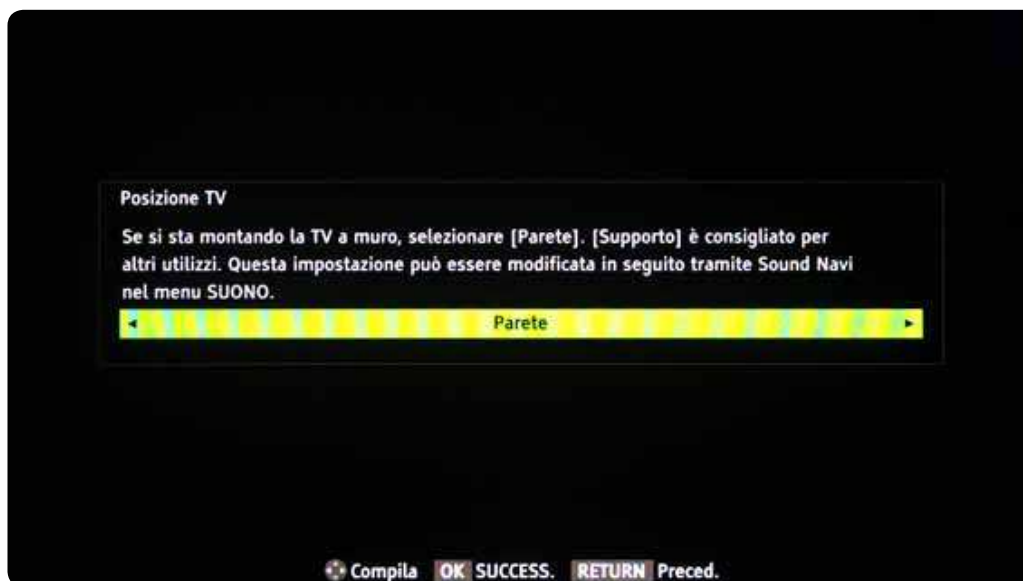 Posizione TV
Se si sta montando la TV a muro, selezionare [Parete]. [Supporto] è consigliato per
altri utilizzi. Questa impostazione può essere modificata in seguito tramite Sound Navi
nel menu SUONO.
Parete
Compila OK SUCCESS. RETURN Preced.